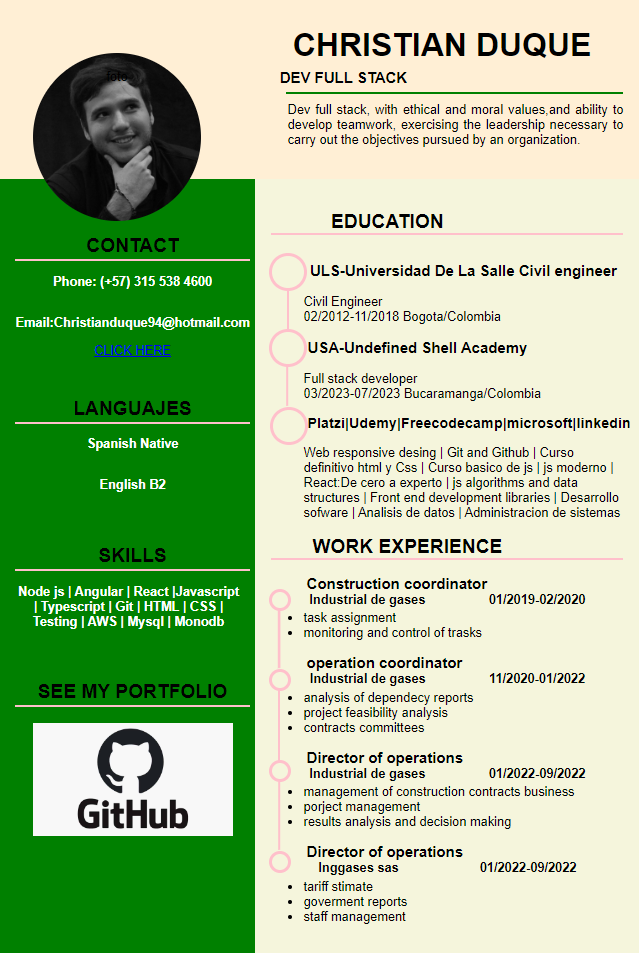 CHRISTIAN DUQUE
DEV FULL STACK
Dev full stack, with ethical and moral values,and ability to
develop teamwork, exercising the leadership necessary to
carry out the objectives pursued by an organization.
foto
CONTACT
Phone: (+57) 315 538 4600
Email:Christianduque94@hotmail.com
CLICK HERE
LANGUAJES
Spanish Native
English B2
SKILLS
Node js | Angular | React |Javascript
| Typescript | Git | HTML | CSS |
Testing | AWS | Mysql | Monodb
SEE MY PORTFOLIO
GitHub
EDUCATION
ULS-Universidad De La Salle Civil engineer
Civil Engineer
02/2012-11/2018 Bogota/Colombia
USA-Undefined Shell Academy
Full stack developer
03/2023-07/2023 Bucaramanga/Colombia
Platzi|Udemy|Freecodecamp|microsoft|linkedin
Web responsive desing | Git and Github | Curso
definitivo html y Css | Curso basico de js | js moderno |
React:De cero a experto | js algorithms and data
structures | Front end development libraries | Desarrollo
sofware | Analisis de datos | Administracion de sistemas
WORK EXPERIENCE
Construction coordinator
Industrial de gases 01/2019-02/2020
task assignment
monitoring and control of trasks
operation coordinator
Industrial de gases 11/2020-01/2022
analysis of dependecy reports
project feasibility analysis
contracts committees
Director of operations
Industrial de gases 01/2022-09/2022
management of construction contracts business
porject management
results analysis and decision making
Director of operations
Inggases sas 01/2022-09/2022
tariff stimate
goverment reports
staff management